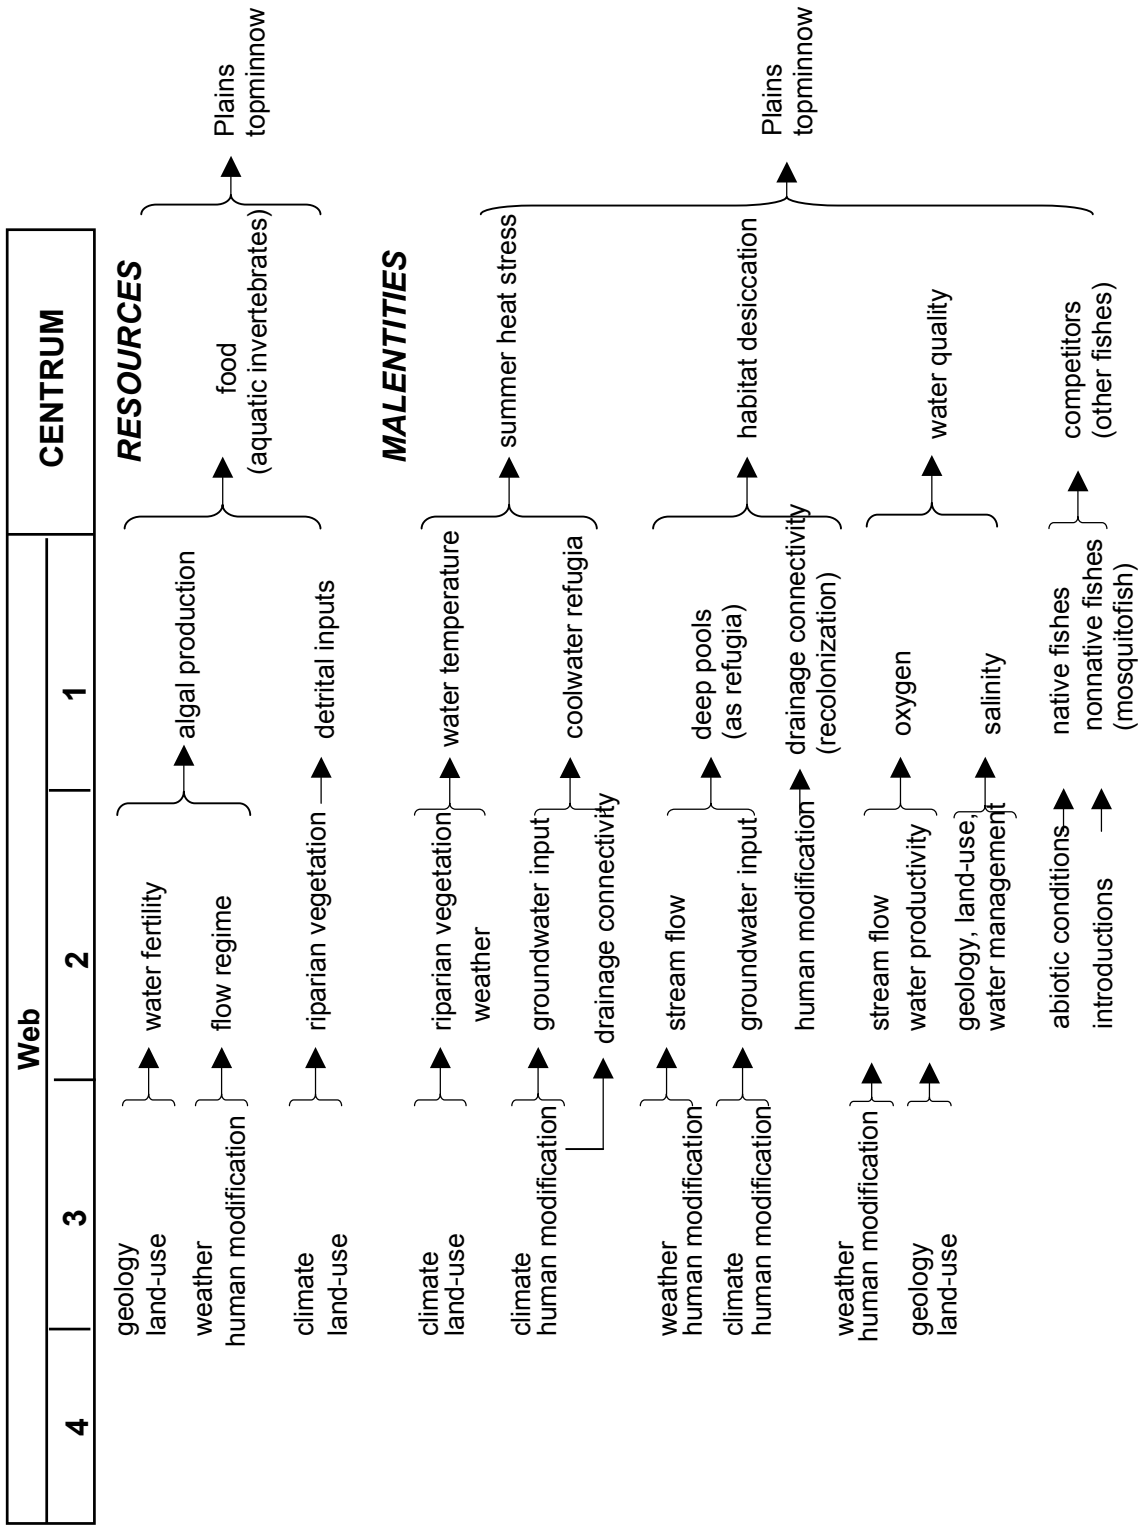 Web
CENTRUM
4
3
2
1
RESOURCES
geology
land-use
water fertility
algal production
weather
human modification
flow regime
food
(aquatic invertebrates)
Plains
topminnow
climate
land-use
riparian vegetation
detrital inputs
MALENTITIES
climate
land-use
riparian vegetation
weather
water temperature
summer heat stress
climate
human modification
groundwater input
drainage connectivity
coolwater refugia
weather
human modification
stream flow
deep pools
(as refugia)
climate
human modification
groundwater input
habitat desiccation
Plains
topminnow
human modification
drainage connectivity
(recolonization)
weather
human modification
stream flow
water productivity
oxygen
geology
land-use
water quality
geology, land-use,
water management
salinity
abiotic conditions
native fishes
competitors
(other fishes)
introductions
nonnative fishes
(mosquitofish)